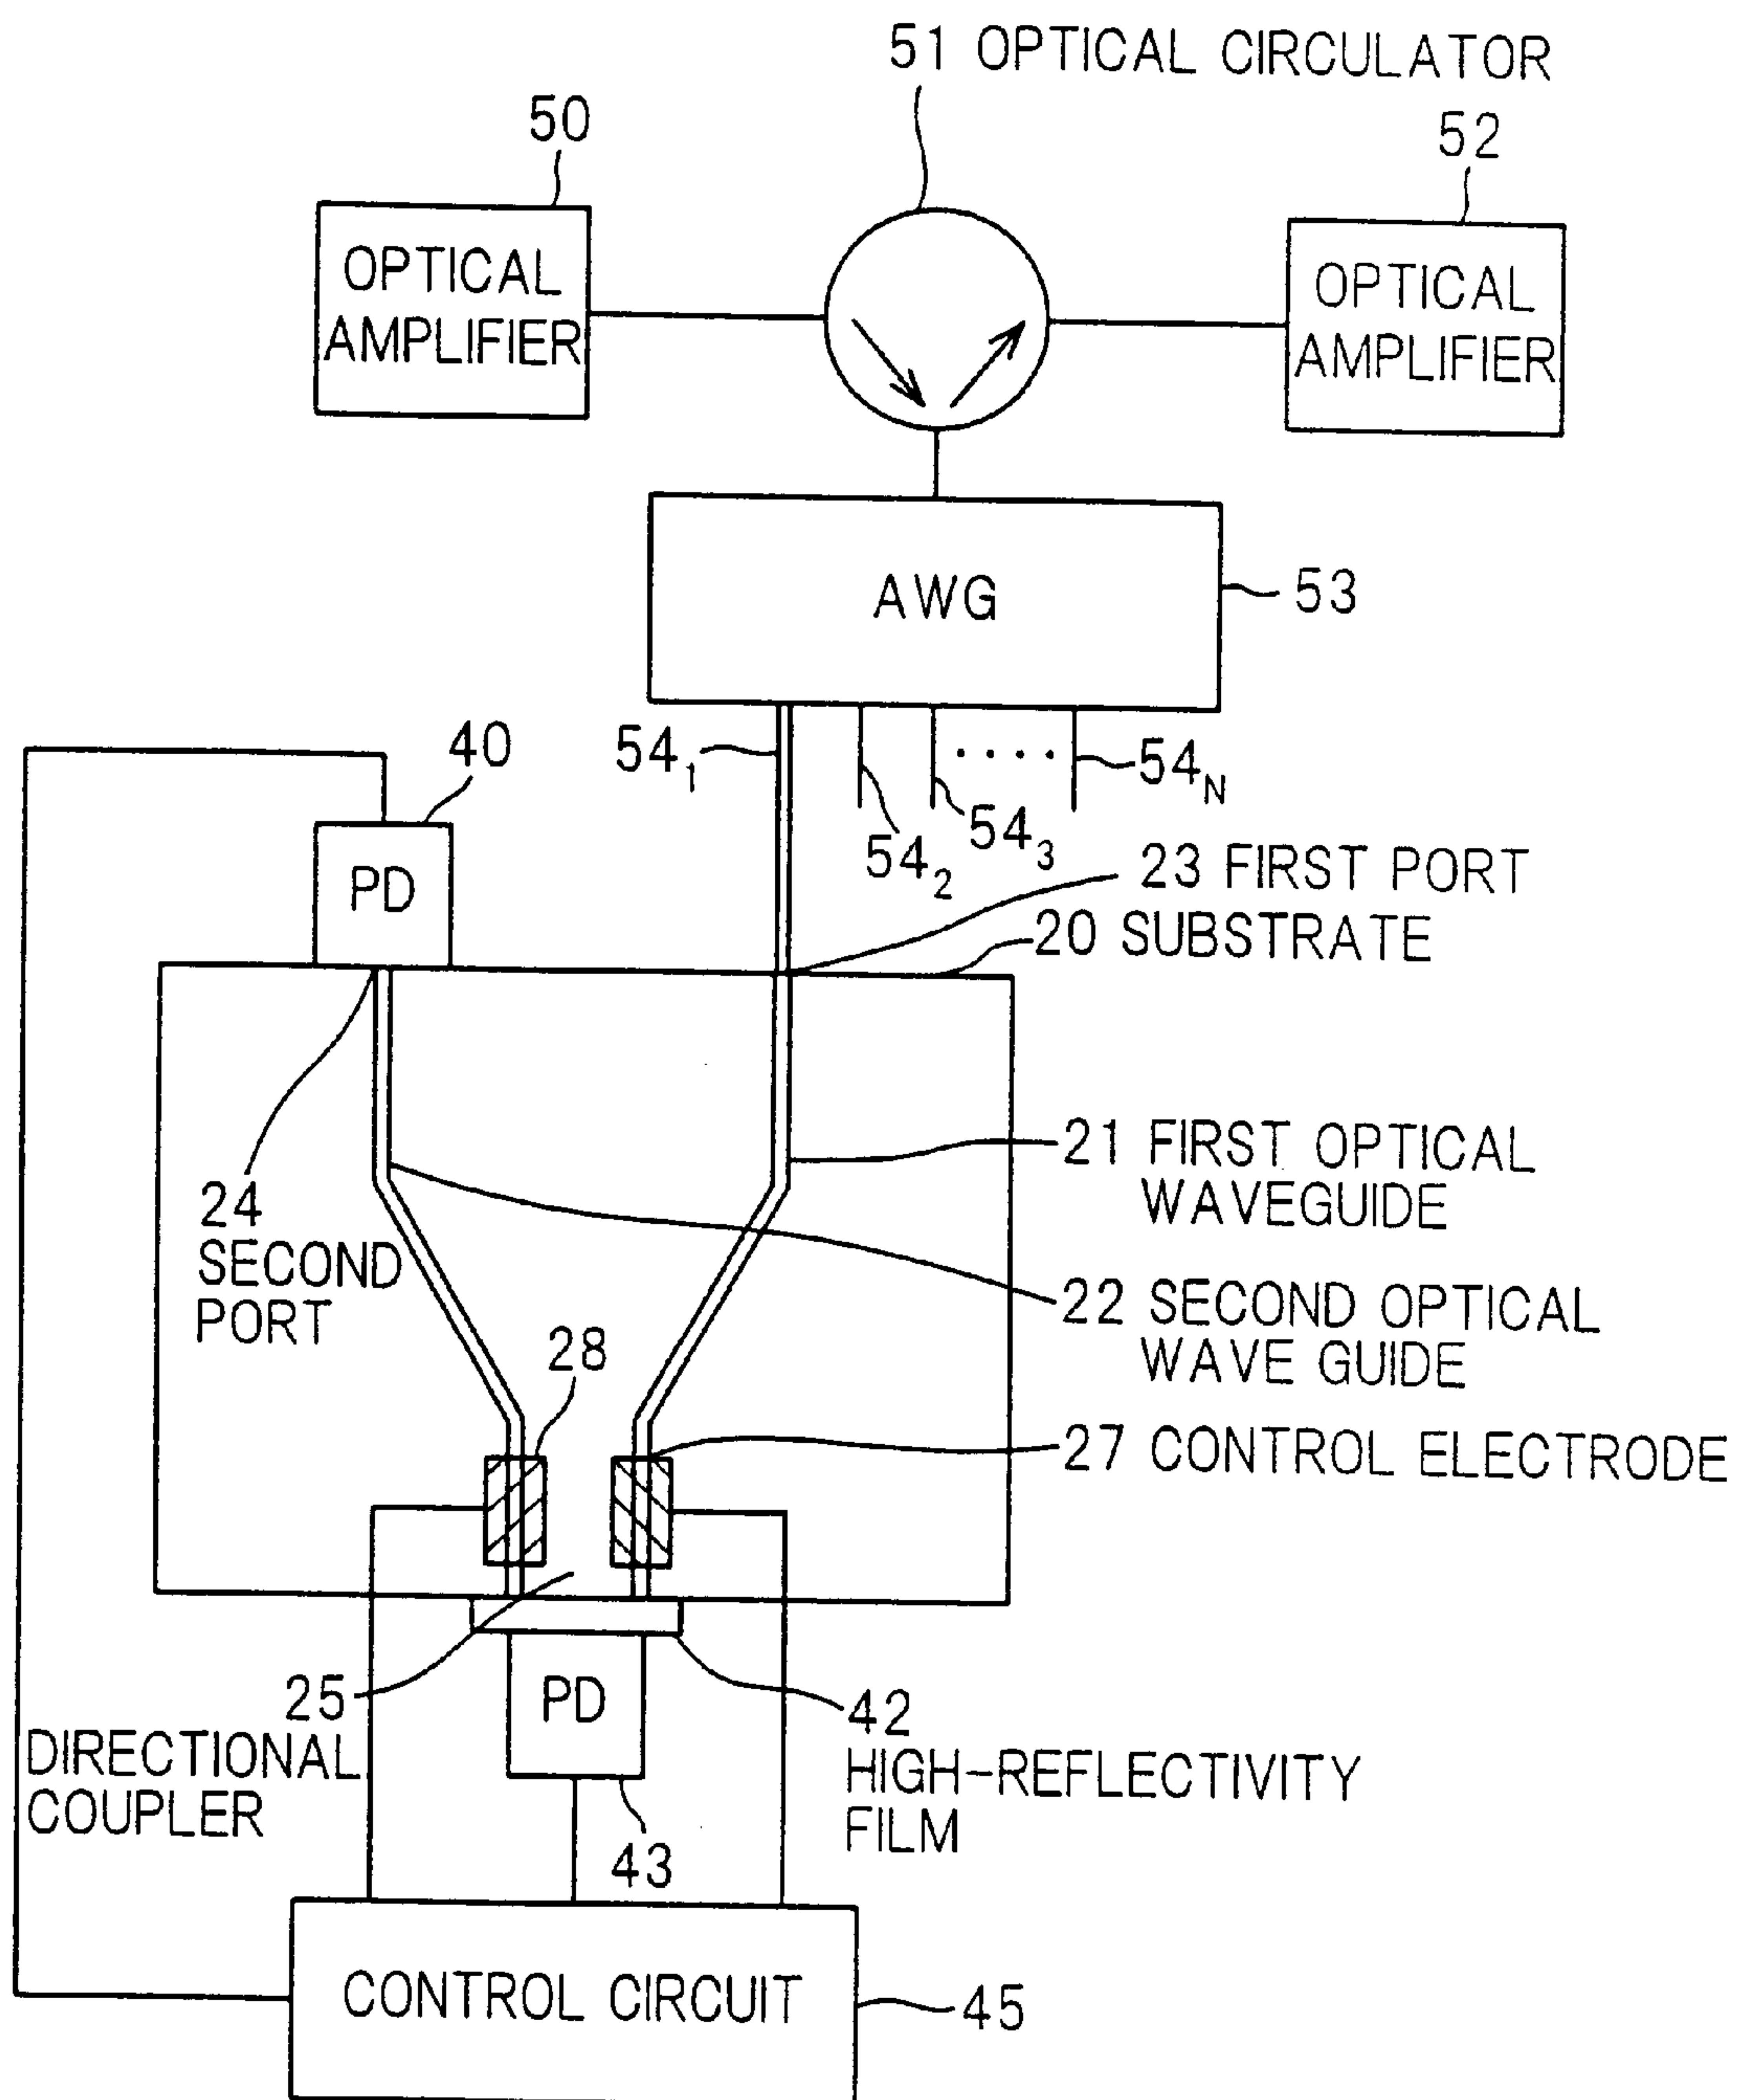 51 OPTICAL CIRCULATOR
50
52
OPTICAL
AMPLIFIER
OPTICAL
AMPLIFIER
AWG
53
40
54₁
54₂
54₃
....
54N
PD
23 FIRST PORT
20 SUBSTRATE
24
SECOND
PORT
21 FIRST OPTICAL
WAVEGUIDE
22 SECOND OPTICAL
WAVE GUIDE
28
27 CONTROL ELECTRODE
25
DIRECTIONAL
COUPLER
PD
42
HIGH-REFLECTIVITY
FILM
43
CONTROL CIRCUIT
45